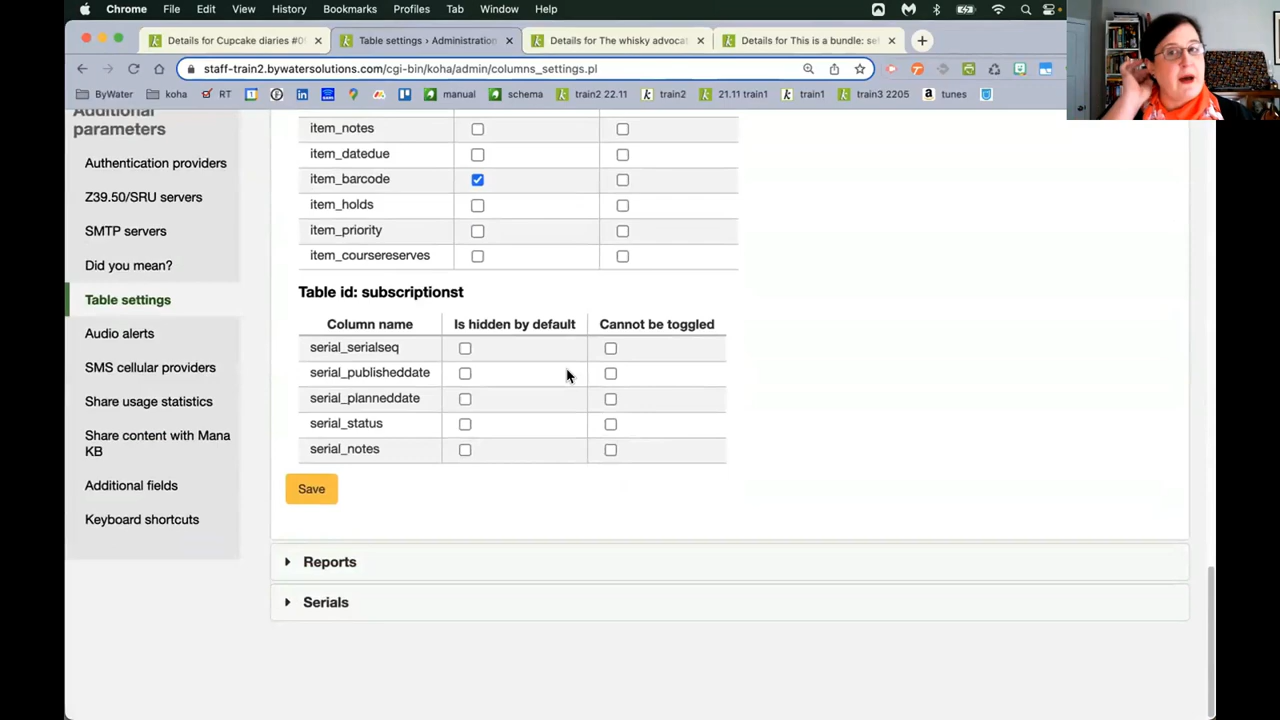 Chrome File Edit View History Bookmarks Profiles Tab Window Help
Details for Cupcake diaries #0
Table settings › Administration
Details for The whisky advocat
Details for This is a bundle: se
staff-train2.bywatersolutions.com/cgi-bin/koha/admin/columns_settings.pl
ByWater koha RT manual schema train2 22.11 train2 21.11 train1 train1 train3 2205 tunes
Additional
parameters
Authentication providers
Z39.50/SRU servers
SMTP servers
Did you mean?
Table settings
Audio alerts
SMS cellular providers
Share usage statistics
Share content with Mana
KB
Additional fields
Keyboard shortcuts
item_notes
item_datedue
item_barcode
item_holds
item_priority
item_coursereserves
Table id: subscriptionst
Column name Is hidden by default Cannot be toggled
serial_serialseq
serial_publisheddate
serial_planneddate
serial_status
serial_notes
Save
Reports
Serials